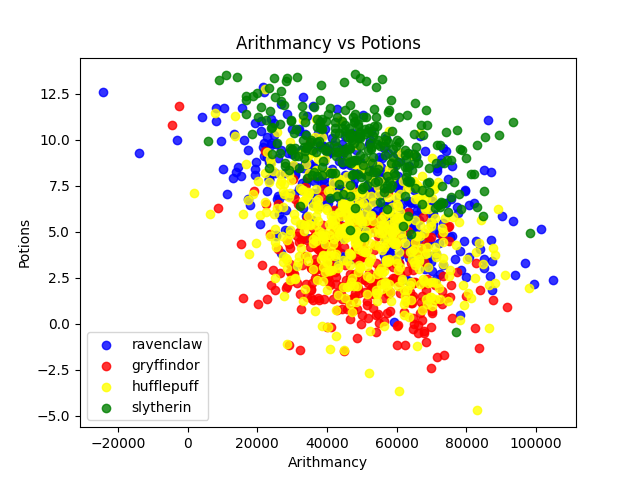 Arithmancy vs Potions
Potions
12.5
10.0
7.5
5.0
2.5
0.0
−2.5
−5.0
ravenclaw
gryffindor
hufflepuff
slytherin
−20000 0 20000 40000 60000 80000 100000
Arithmancy